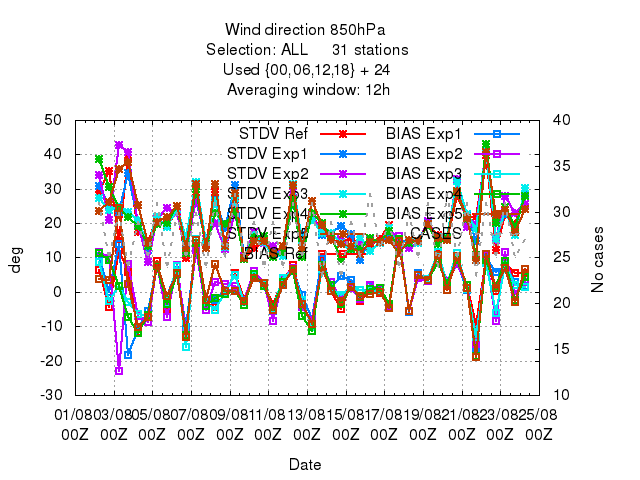 Wind direction 850hPa
Selection: ALL     31 stations
Used {00,06,12,18} + 24
Averaging window: 12h
50 40
STDV Ref BIAS Exp1
STDV Exp1 BIAS Exp2
40 STDV Exp2 BIAS Exp3 35
STDV Exp3 BIAS Exp4
30 STDV Exp4 BIAS Exp5 30
STDV Exp5 CASES
20 BIAS Ref 25
10
0 20
-10
-20 15
-30 10
deg
No cases
01/08 03/08 05/08 07/08 09/08 11/08 13/08 15/08 17/08 19/08 21/08 23/08 25/08
00Z 00Z 00Z 00Z 00Z 00Z 00Z 00Z 00Z 00Z 00Z 00Z 00Z
Date